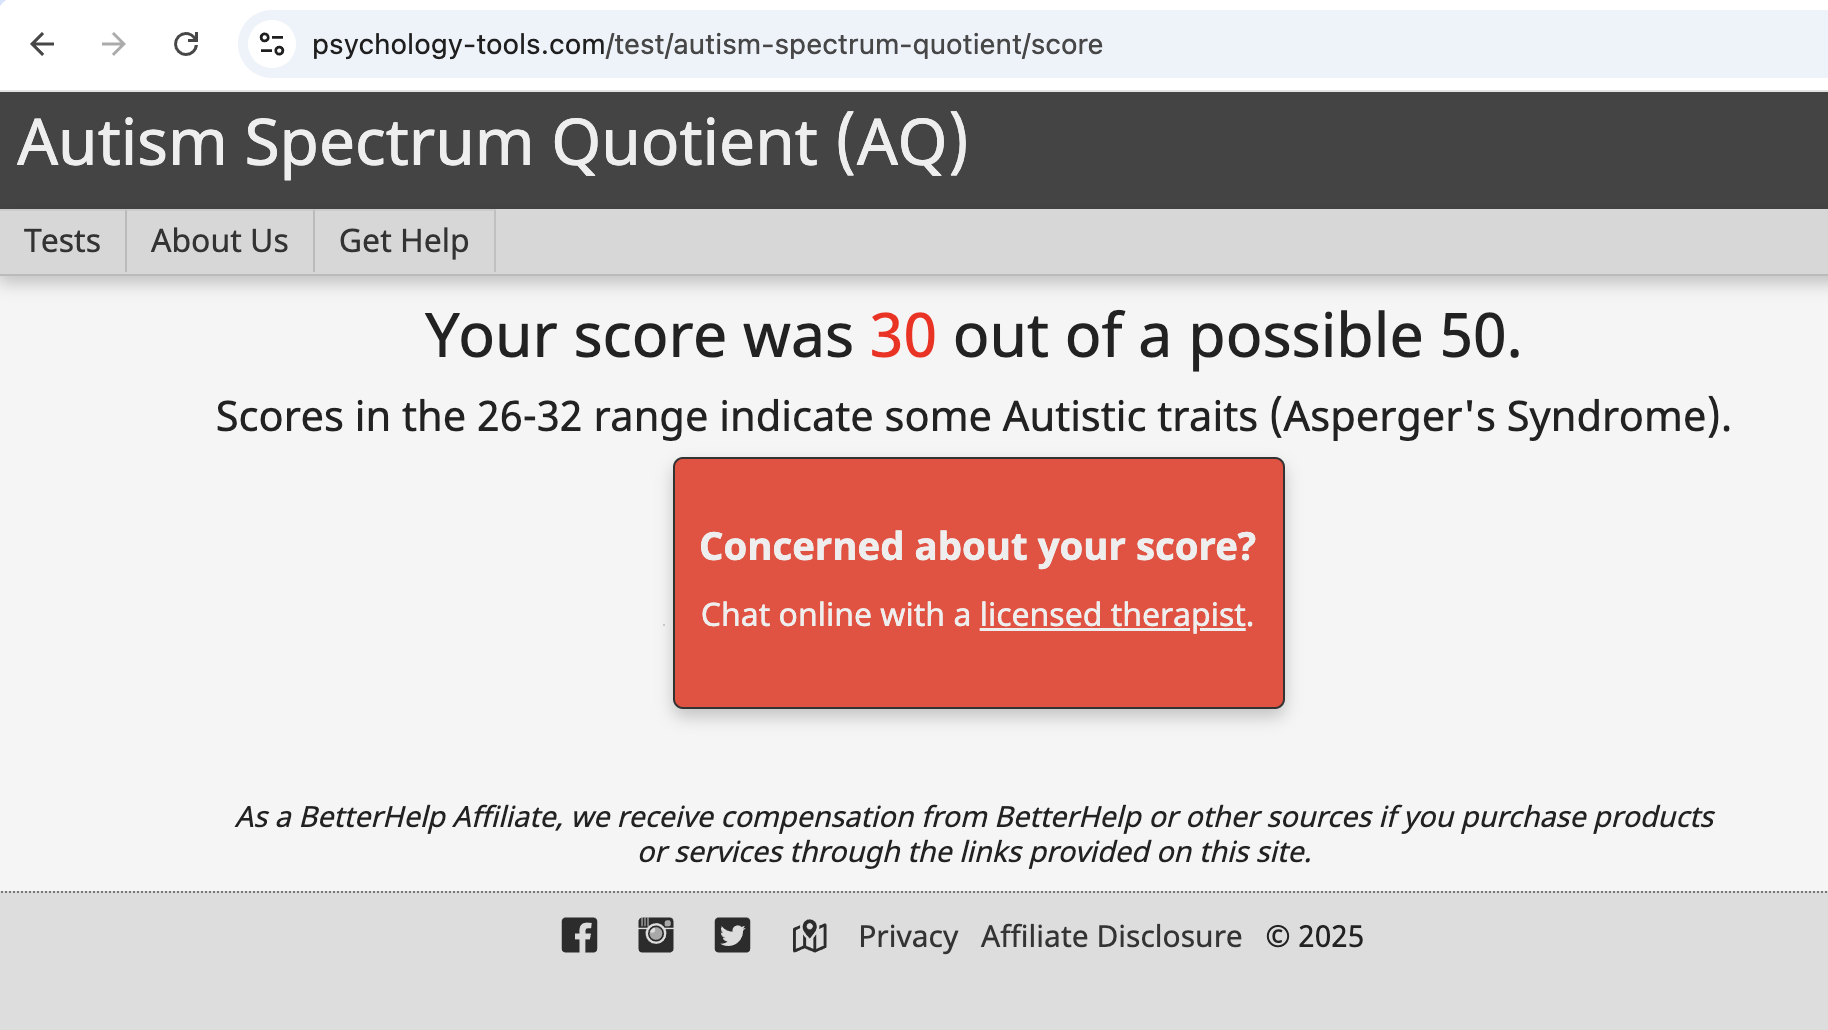 psychology-tools.com/test/autism-spectrum-quotient/score
Autism Spectrum Quotient (AQ)
Tests About Us Get Help
Your score was 30 out of a possible 50.
Scores in the 26-32 range indicate some Autistic traits (Asperger's Syndrome).
Concerned about your score?
Chat online with a licensed therapist.
As a BetterHelp Affiliate, we receive compensation from BetterHelp or other sources if you purchase products
or services through the links provided on this site.
Privacy Affiliate Disclosure © 2025